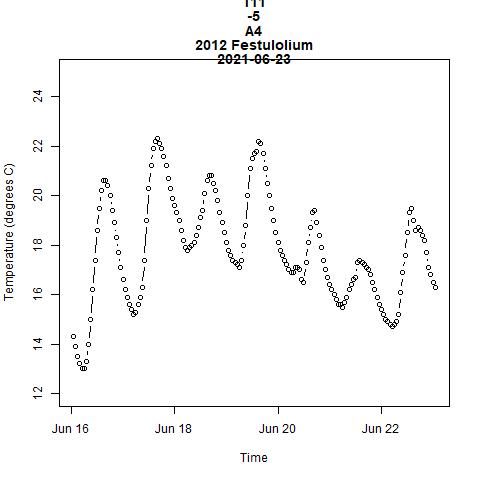 T11
-5
A4
2012 Festulolium
2021-06-23
24
22
20
18
16
14
12
Temperature (degrees C)
Jun 16
Jun 18
Jun 20
Jun 22
Time